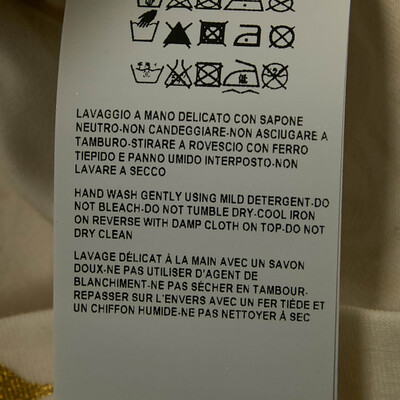 LAVAGGIO A MANO DELICATO CON SAPONE
NEUTRO-NON CANDEGGIARE-NON ASCIUGARE A
TAMBURO-STIRARE A ROVESCIO CON FERRO
TIEPIDO E PANNO UMIDO INTERPOSTO-NON
LAVARE A SECCO
HAND WASH GENTLY USING MILD DETERGENT-DO
NOT BLEACH-DO NOT TUMBLE DRY-COOL IRON
ON REVERSE WITH DAMP CLOTH ON TOP-DO NOT
DRY CLEAN
LAVAGE DÉLICAT À LA MAIN AVEC UN SAVON
DOUX-NE PAS UTILISER D'AGENT DE
BLANCHIMENT-NE PAS SÉCHER EN TAMBOUR-
REPASSER SUR L'ENVERS AVEC UN FER TIÈDE ET
UN CHIFFON HUMIDE-NE PAS NETTOYER À SEC